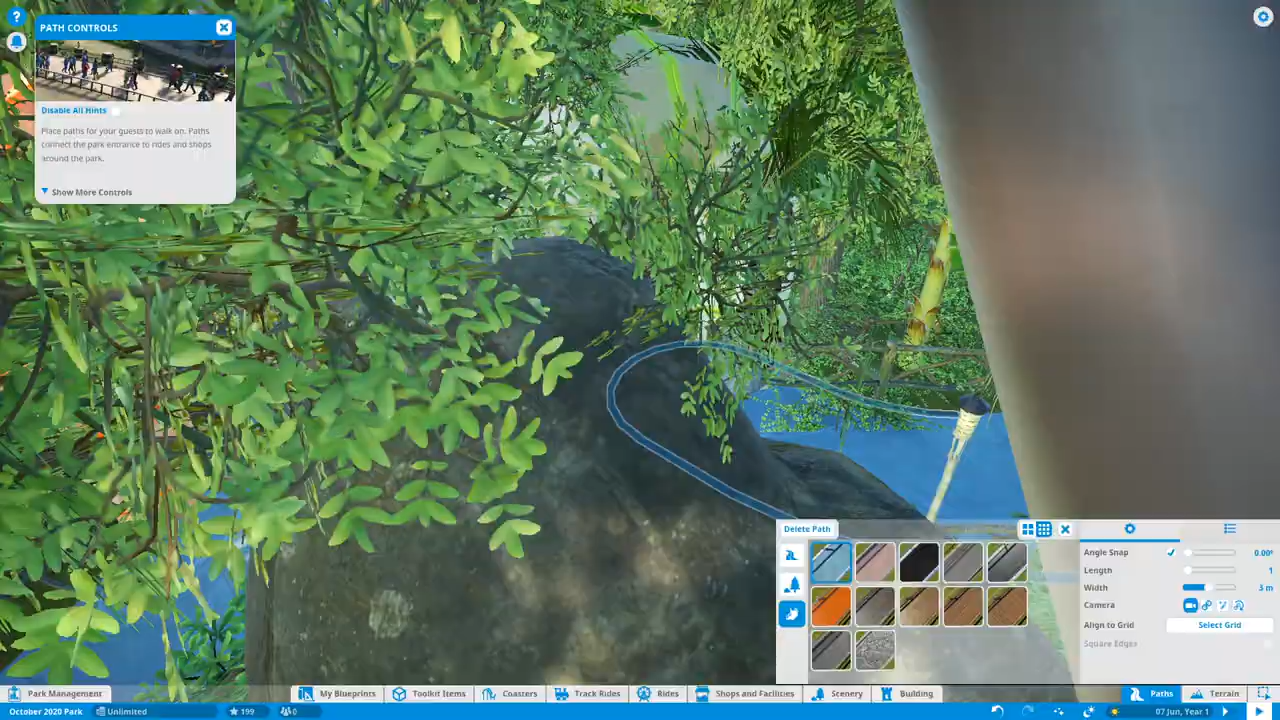 ?
PATH CONTROLS
Disable All Hints
Place paths for your guests to walk on. Paths
connect the park entrance to rides and shops
around the park.
Show More Controls
Delete Path
Angle Snap
0.00°
Length
1
Width
3 m
Camera
Align to Grid
Select Grid
Square Edges
Park Management
My Blueprints
Toolkit Items
Coasters
Track Rides
Rides
Shops and Facilities
Scenery
Building
Paths
Terrain
October 2020 Park
Unlimited
199
0
07 Jun, Year 1